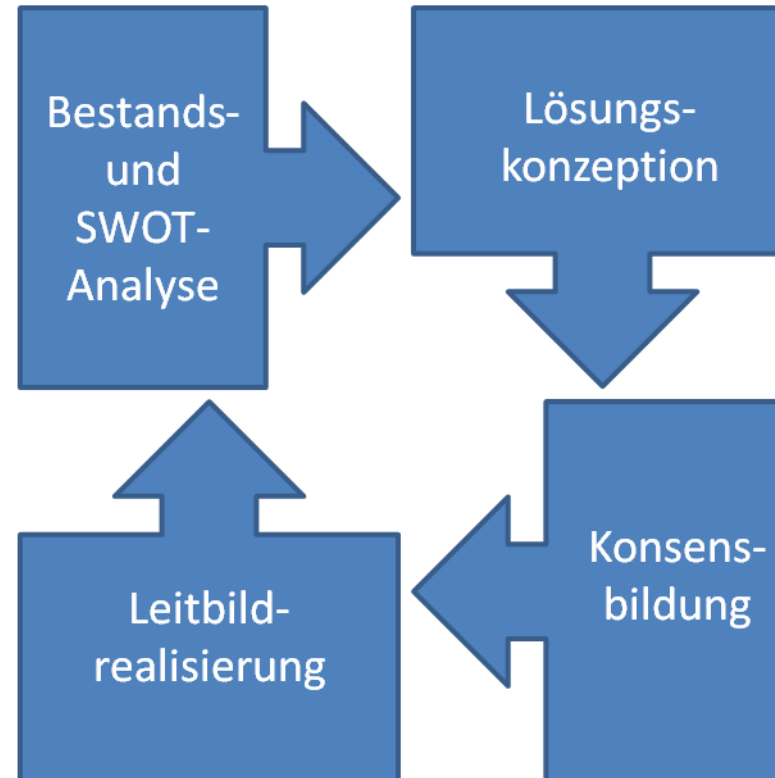 Bestands-
und
SWOT-
Analyse
Lösungs-
konzeption
Konsens-
bildung
Leitbild-
realisierung